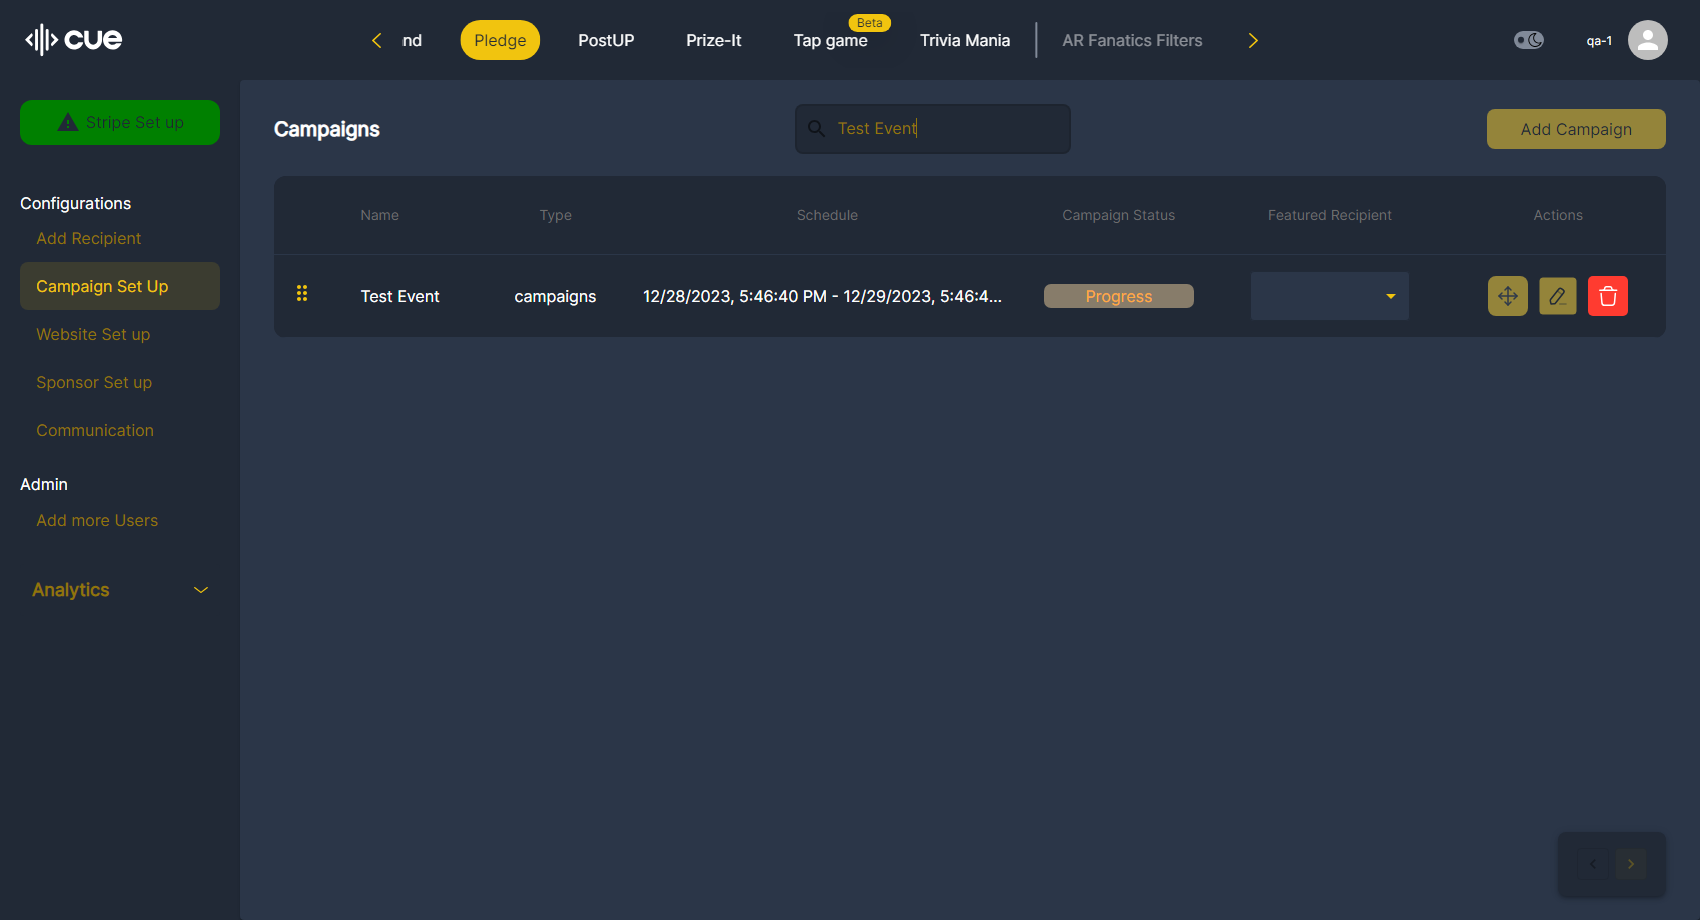 cue
nd
Pledge
PostUP
Prize-It
Beta
Tap game
Trivia Mania
AR Fanatics Filters
qa-1
Stripe Set up
Configurations
Add Recipient
Campaign Set Up
Website Set up
Sponsor Set up
Communication
Admin
Add more Users
Analytics
Campaigns
Test Event
Add Campaign
Name Type Schedule Campaign Status Featured Recipient Actions
Test Event campaigns 12/28/2023, 5:46:40 PM - 12/29/2023, 5:46:4... Progress